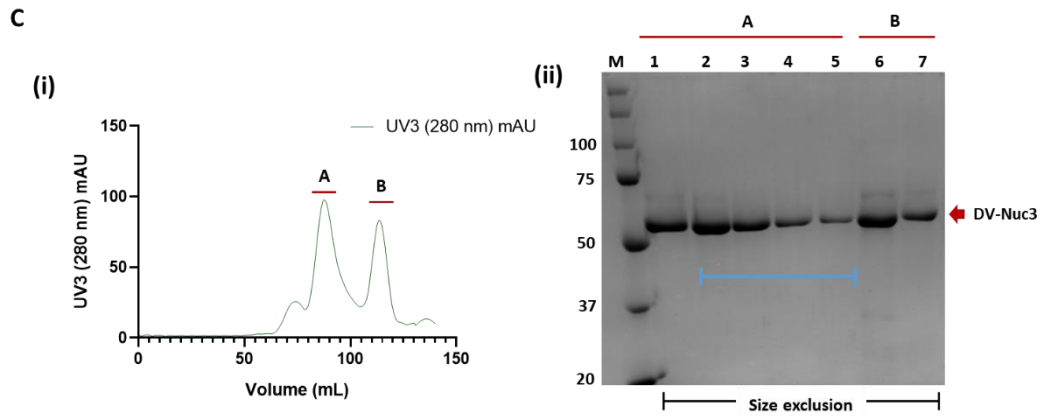 C
(i)
UV3 (280 nm) mAU
A
B
150
100
50
0
UV3 (280 nm) mAU
0 50 100 150
Volume (mL)
(ii)
A B
M 1 2 3 4 5 6 7
100
75
50
37
20
DV-Nuc3
Size exclusion